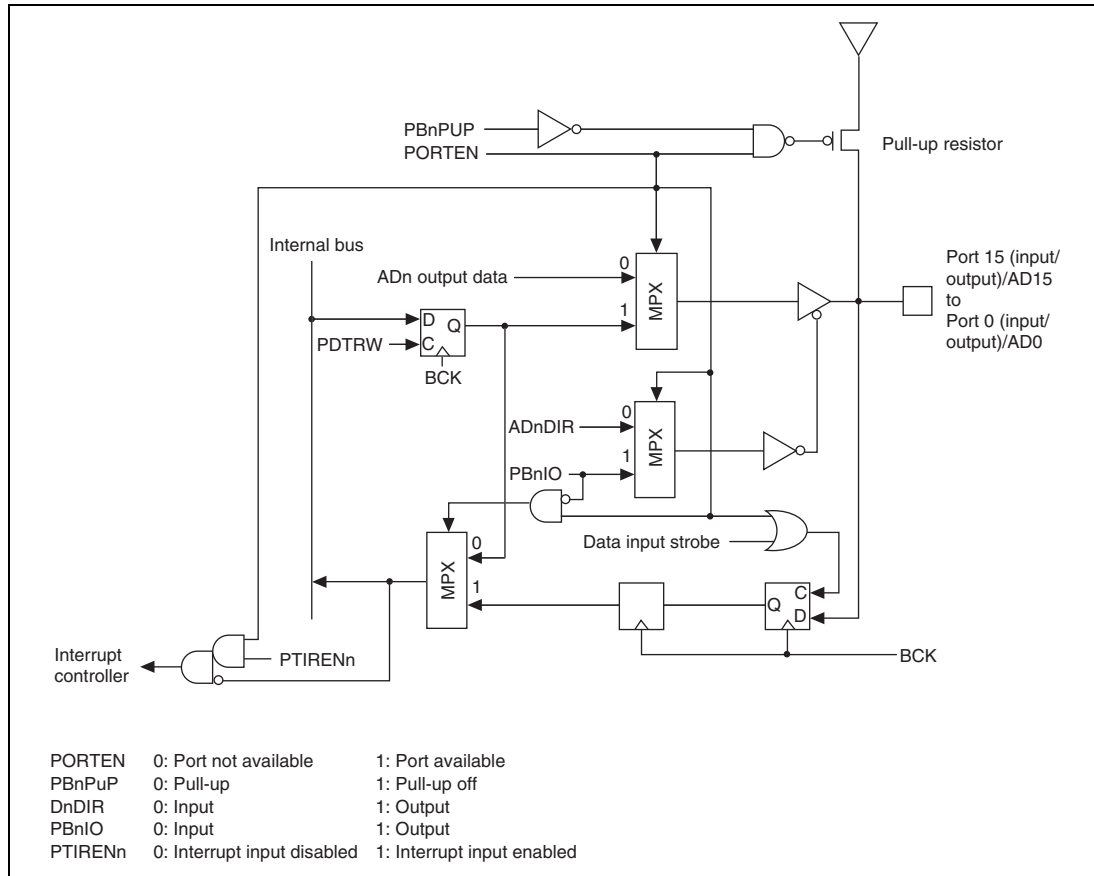 PBnPUP
PORTEN
Pull-up resistor
Internal bus
ADn output data
0
1
MPX
Port 15 (input/
output)/AD15
to
Port 0 (input/
output)/AD0
D
Q
C
PDTRW
BCK
ADnDIR
0
1
MPX
PBnIO
Data input strobe
0
1
MPX
Q
C
D
BCK
Interrupt
controller
PTIRENn
PORTEN 0: Port not available 1: Port available
PBnPuP 0: Pull-up 1: Pull-up off
DnDIR 0: Input 1: Output
PBnIO 0: Input 1: Output
PTIRENn 0: Interrupt input disabled 1: Interrupt input enabled